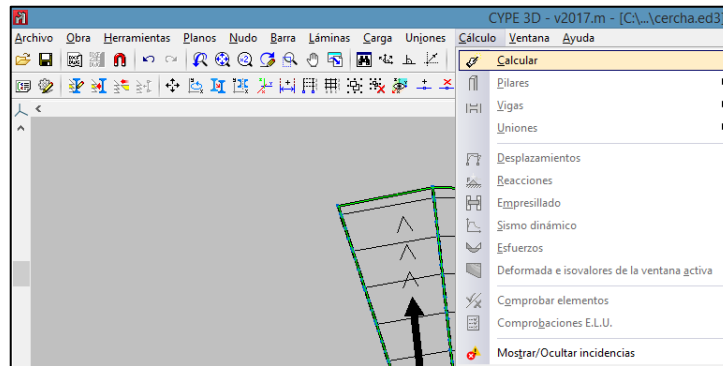 CYPE 3D - v2017.m - [C:\...\cercha.ed3]
Archivo Obra Herramientas Planos Nudo Barra Láminas Carga Uniones Cálculo Ventana Ayuda
Calcular
Pilares
Vigas
Uniones
Desplazamientos
Reacciones
Empresillado
Sismo dinámico
Esfuerzos
Deformada e isovalores de la ventana activa
Comprobar elementos
Comprobaciones E.L.U.
Mostrar/Ocultar incidencias